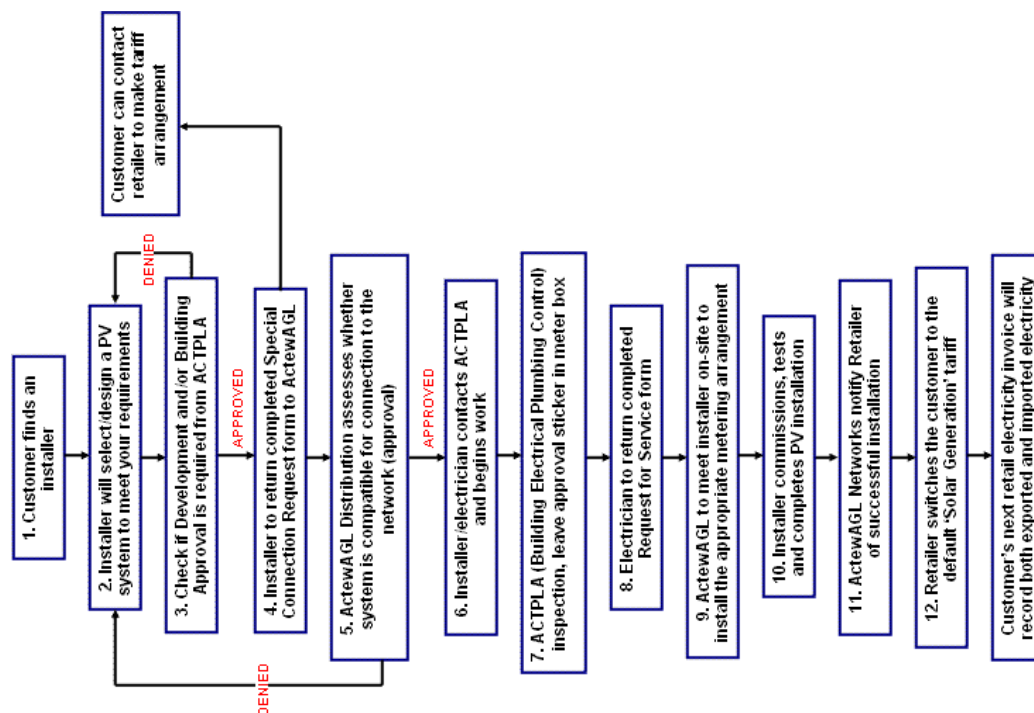 1. Customer finds an
installer
2. Installer will select/design a PV
system to meet your requirements
DENIED
3. Check if Development and/or Building
Approval is required from ACTPLA
APPROVED
4. Installer to return completed Special
Connection Request form to ActewAGL
Customer can contact
retailer to make tariff
arrangement
5. ActewAGL Distribution assesses whether
system is compatible for connection to the
network (approval)
DENIED
APPROVED
6. Installer/electrician contacts ACTPLA
and begins work
7. ACTPLA (Building Electrical Plumbing Control)
inspection, leave approval sticker in meter box
8. Electrician to return completed
Request for Service form
9. ActewAGL to meet installer on-site to
install the appropriate metering arrangement
10. Installer commissions, tests
and completes PV installation
11. ActewAGL Networks notify Retailer
of successful installation
12. Retailer switches the customer to the
default ‘Solar Generation’ tariff
Customer's next retail electricity invoice will
record both exported and imported electricity